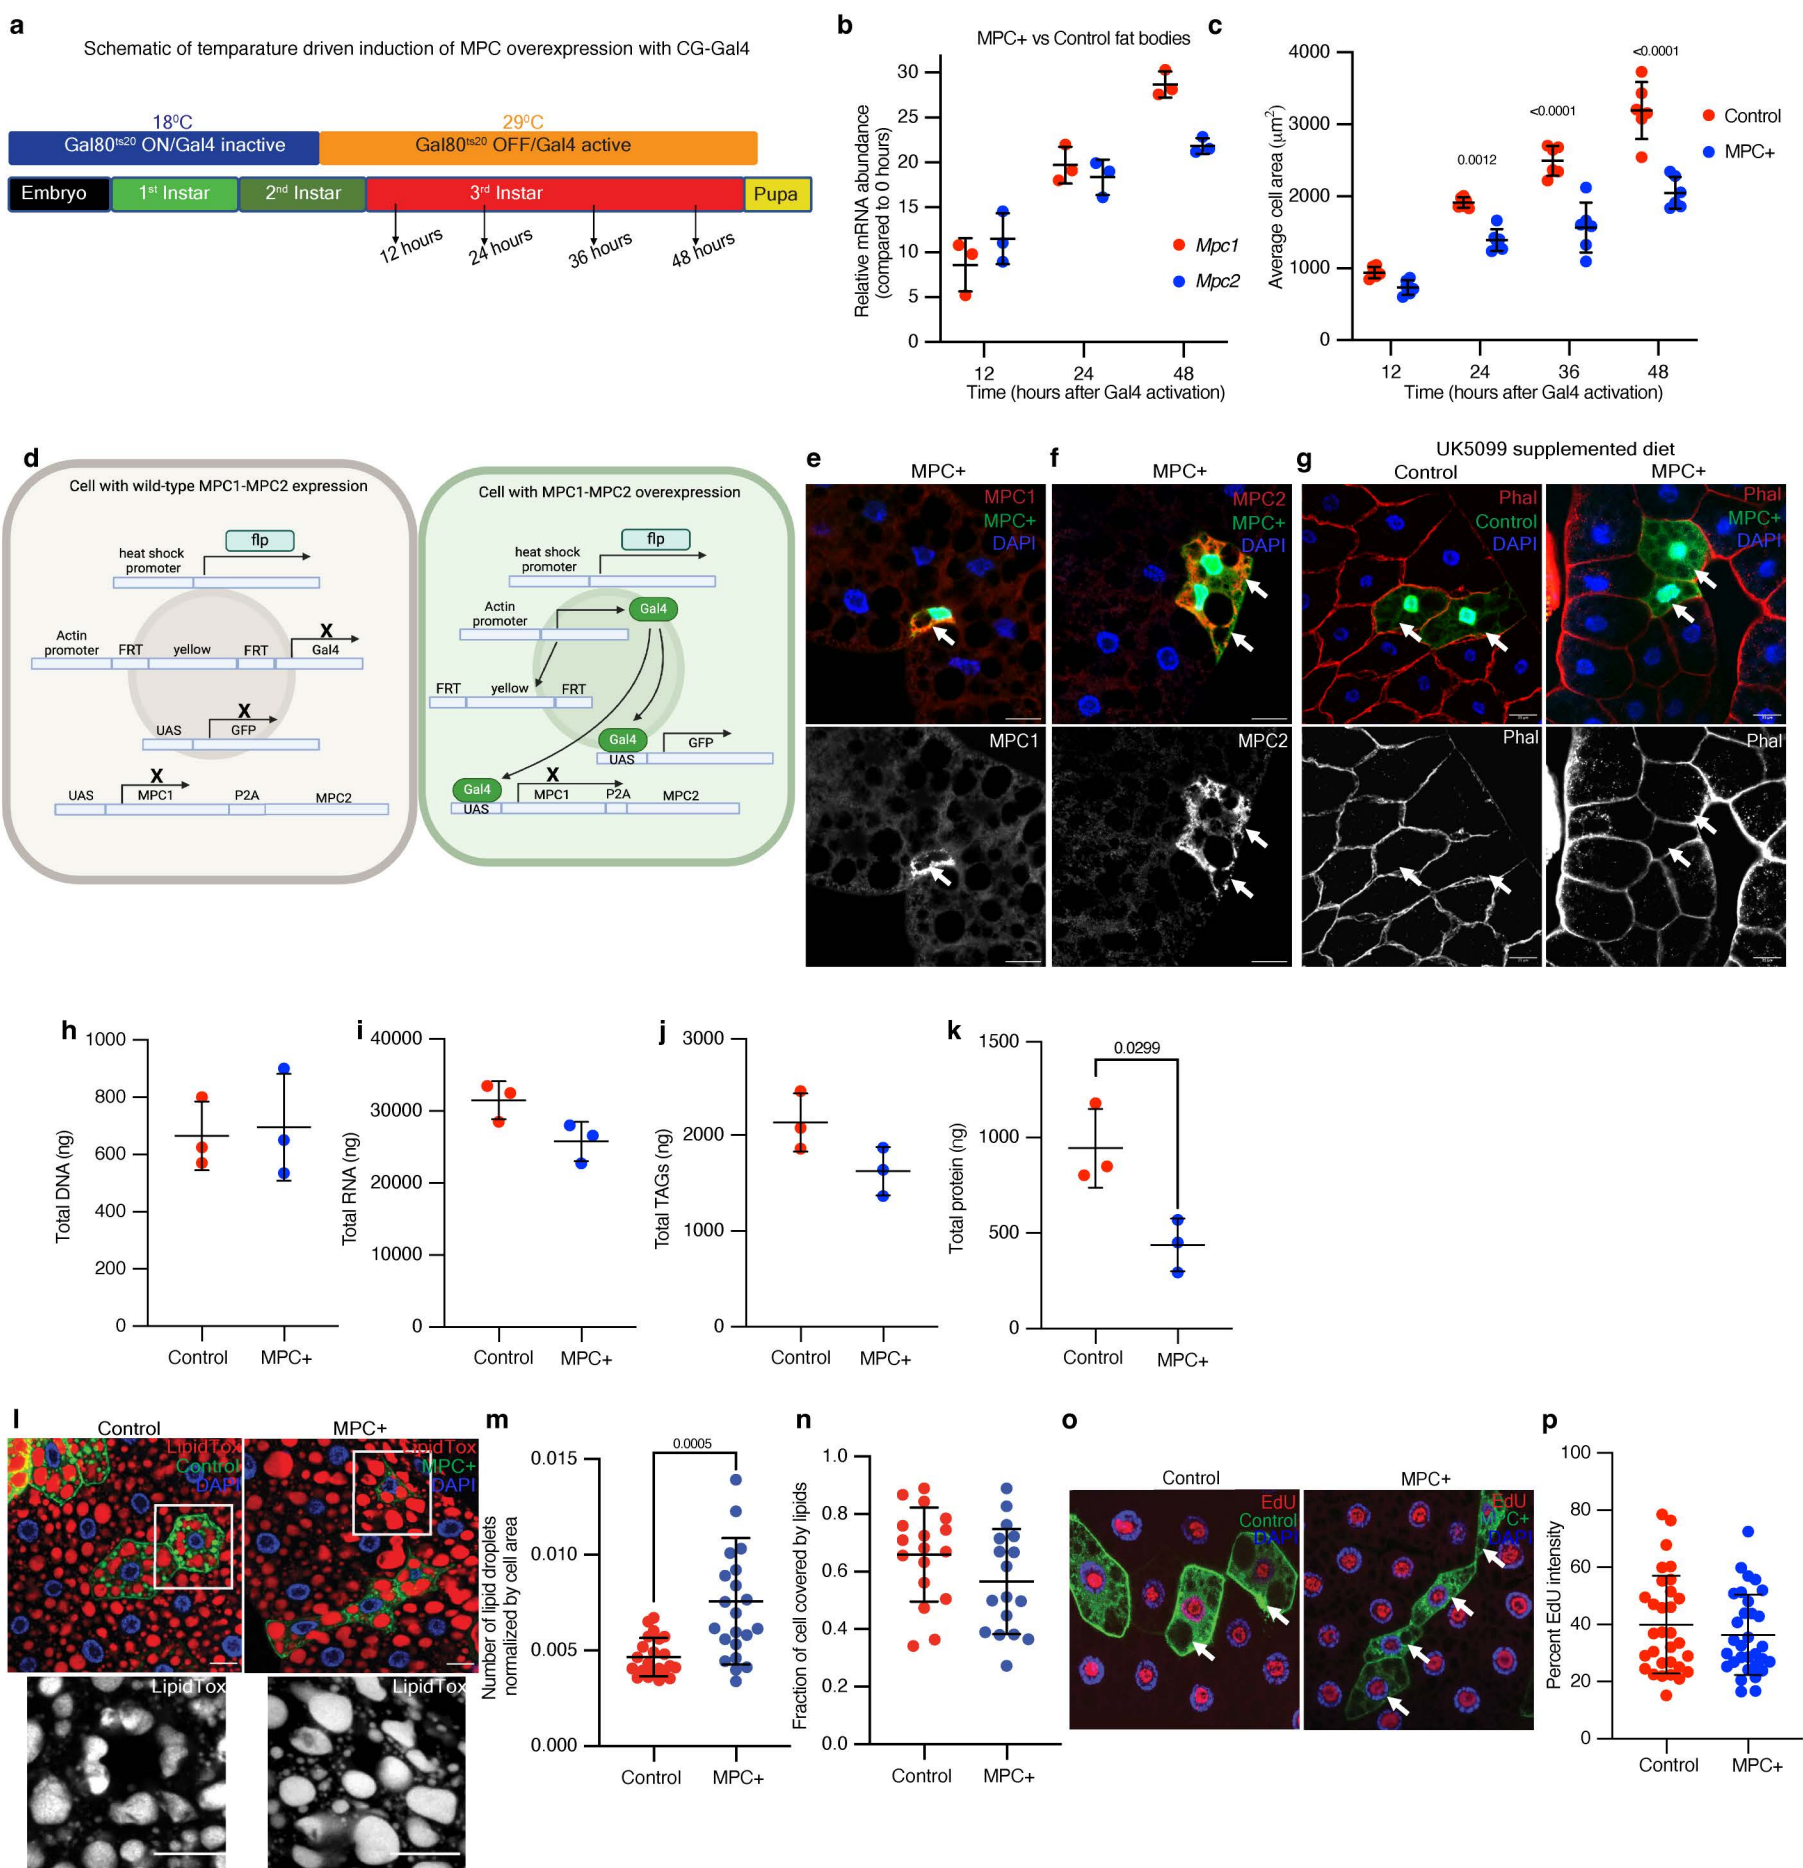 a
Schematic of temparature driven induction of MPC overexpression with CG-Gal4
18⁰C
29⁰C
Gal80ᵗˢ²⁰ ON/Gal4 inactive
Gal80ᵗˢ²⁰ OFF/Gal4 active
Embryo
1ˢᵗ Instar
2ⁿᵈ Instar
3ʳᵈ Instar
Pupa
12 hours
24 hours
36 hours
48 hours
b
MPC+ vs Control fat bodies
Relative mRNA abundance
(compared to 0 hours)
30
25
20
15
10
5
0
Mpc1
Mpc2
12
24
48
Time (hours after Gal4 activation)
c
Average cell area (μm²)
4000
3000
2000
1000
0
0.0012
<0.0001
<0.0001
Control
MPC+
12
24
36
48
Time (hours after Gal4 activation)
d
Cell with wild-type MPC1-MPC2 expression
flp
heat shock
promoter
Actin
promoter
FRT
yellow
FRT
X
Gal4
UAS
X
GFP
UAS
X
MPC1
P2A
MPC2
Cell with MPC1-MPC2 overexpression
flp
heat shock
promoter
Actin
promoter
Gal4
FRT
yellow
FRT
Gal4
UAS
GFP
Gal4
UAS
X
MPC1
P2A
MPC2
e
MPC+
MPC1
MPC+
DAPI
MPC1
f
MPC+
MPC2
MPC+
DAPI
MPC2
g
UK5099 supplemented diet
Control
MPC+
Phal
Control
DAPI
Phal
MPC+
DAPI
Phal
Phal
h
Total DNA (ng)
1000
800
600
400
200
0
Control
MPC+
i
Total RNA (ng)
40000
30000
20000
10000
0
Control
MPC+
j
Total TAGs (ng)
3000
2000
1000
0
Control
MPC+
k
Total protein (ng)
1500
1000
500
0
0.0299
Control
MPC+
l
Control
MPC+
LipidTox
Control
DAPI
LipidTox
MPC+
DAPI
LipidTox
LipidTox
m
Number of lipid droplets
normalized by cell area
0.015
0.010
0.005
0.000
0.0005
Control
MPC+
n
Fraction of cell covered by lipids
1.0
0.8
0.6
0.4
0.2
0.0
Control
MPC+
o
Control
MPC+
EdU
Control
DAPI
EdU
MPC+
DAPI
p
Percent EdU intensity
100
80
60
40
20
0
Control
MPC+